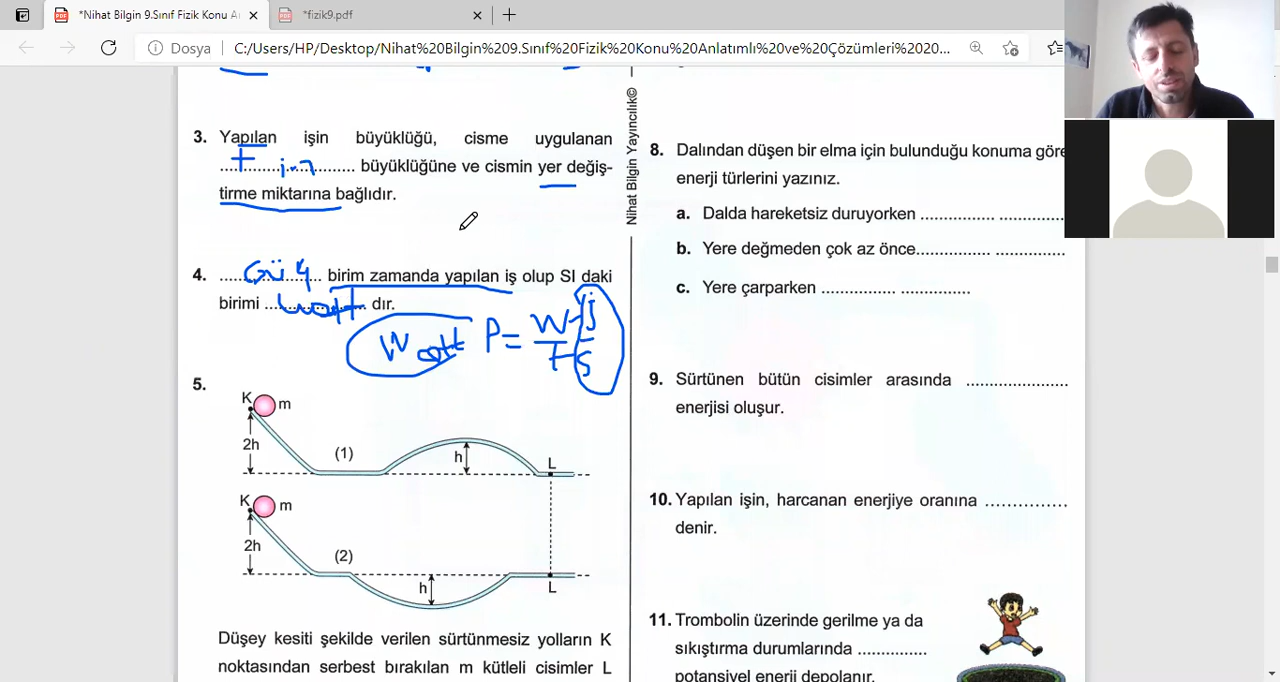 *Nihat Bilgin 9.Sınıf Fizik Konu A
*fizik9.pdf
Dosya
C:/Users/HP/Desktop/Nihat%20Bilgin%209.Sınıf%20Fizik%20Konu%20Anlatımlı%20ve%20Çözümleri%2020...
3. Yapılan işin büyüklüğü, cisme uygulanan
büyüklüğüne ve cismin yer değiş-
tirme miktarına bağlıdır.
4. Güç birim zamanda yapılan iş olup SI daki
birimi watt dır.
Watt P = W j
t s
5.
K m
2h
(1)
h
L
K m
2h
(2)
h
L
Düşey kesiti şekilde verilen sürtünmesiz yolların K
noktasından serbest bırakılan m kütleli cisimler L
Nihat Bilgin Yayıncılık©
8. Dalından düşen bir elma için bulunduğu konuma göre
enerji türlerini yazınız.
a. Dalda hareketsiz duruyorken ............... ...............
b. Yere değmeden çok az önce............... ...............
c. Yere çarparken ............... ...............
9. Sürtünen bütün cisimler arasında .....................
enerjisi oluşur.
10. Yapılan işin, harcanan enerjiye oranına ...............
denir.
11. Trombolin üzerinde gerilme ya da
sıkıştırma durumlarında ..............
potansiyel enerji depolanır.